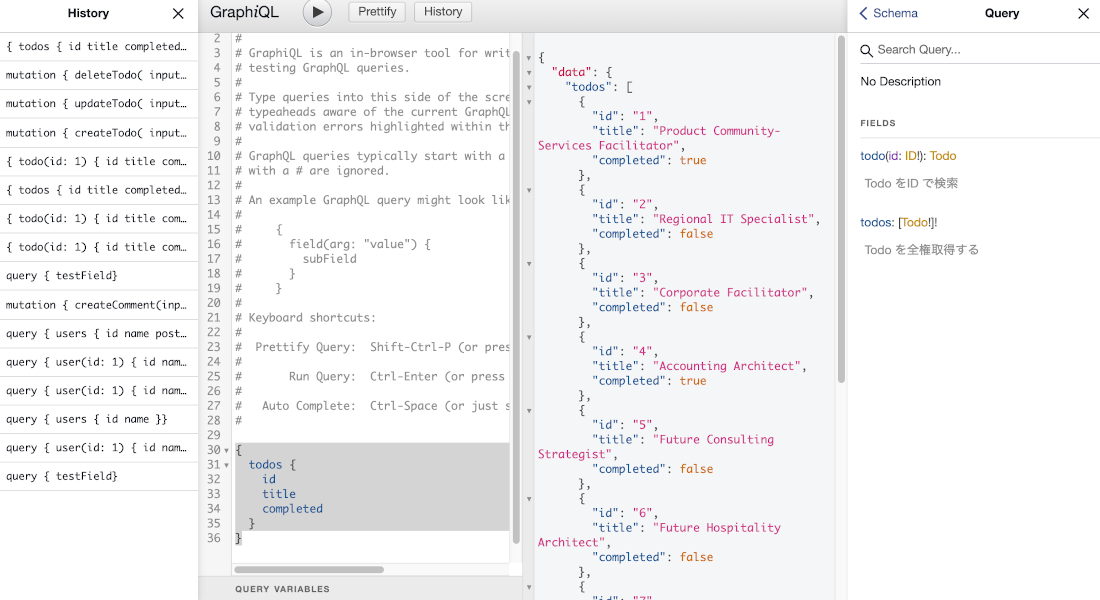 History
{ todos { id title completed…
mutation { deleteTodo( input…
mutation { updateTodo( input…
mutation { createTodo( input…
{ todo(id: 1) { id title com…
{ todos { id title completed…
{ todo(id: 1) { id title com…
{ todo(id: 1) { id title com…
query { testField}
mutation { createComment(inp…
query { users { id name post…
query { user(id: 1) { id nam…
query { user(id: 1) { id nam…
query { users { id name }}
query { user(id: 1) { id nam…
query { testField}
GraphiQL
Prettify
History
2 #
3 # GraphiQL is an in-browser tool for writ
4 # testing GraphQL queries.
5 #
6 # Type queries into this side of the scre
7 # typeaheads aware of the current GraphQL
8 # validation errors highlighted within th
9 #
10 # GraphQL queries typically start with a
11 # with a # are ignored.
12 #
13 # An example GraphQL query might look lik
14 #
15 #     {
16 #       field(arg: "value") {
17 #         subField
18 #       }
19 #     }
20 #
21 # Keyboard shortcuts:
22 #
23 #  Prettify Query:  Shift-Ctrl-P (or pres
24 #
25 #       Run Query:  Ctrl-Enter (or press
26 #
27 #   Auto Complete:  Ctrl-Space (or just s
28 #
29
30 {
31   todos {
32     id
33     title
34     completed
35   }
36 }
QUERY VARIABLES
{
"data": {
"todos": [
{
"id": "1",
"title": "Product Community-
Services Facilitator",
"completed": true
},
{
"id": "2",
"title": "Regional IT Specialist",
"completed": false
},
{
"id": "3",
"title": "Corporate Facilitator",
"completed": false
},
{
"id": "4",
"title": "Accounting Architect",
"completed": true
},
{
"id": "5",
"title": "Future Consulting
Strategist",
"completed": false
},
{
"id": "6",
"title": "Future Hospitality
Architect",
"completed": false
},
{
Schema
Query
Search Query...
No Description
FIELDS
todo(id: ID!): Todo
Todo をID で検索
todos: [Todo!]!
Todo を全権取得する